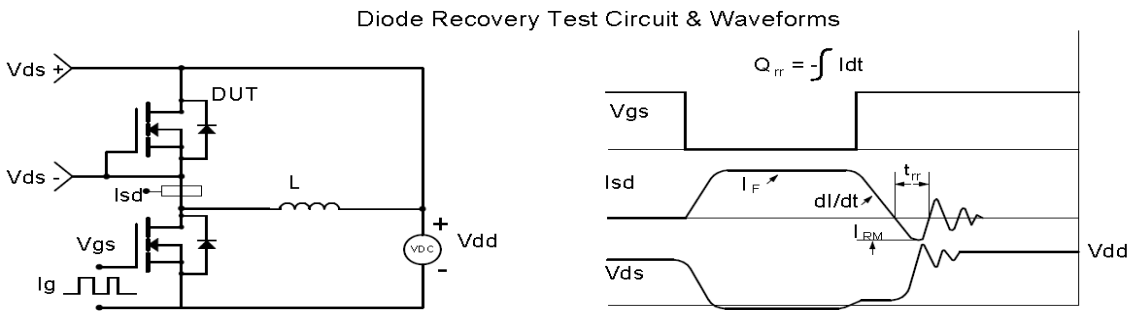 Diode Recovery Test Circuit & Waveforms
Vds +
DUT
Vds -
Isd
L
Vgs
Ig
+
VDC
-
Vdd
Q rr = -∫ Idt
Vgs
Isd
I F
dI/dt
t rr
I RM
Vds
Vdd